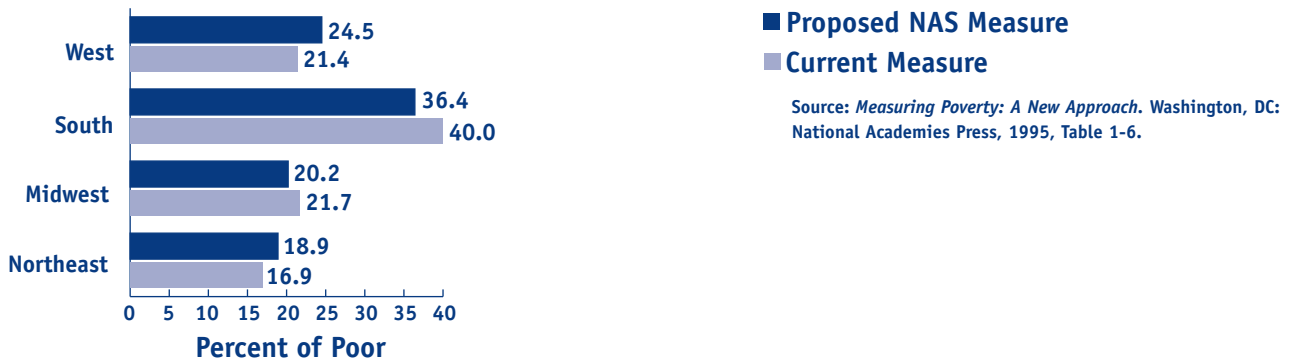 West
24.5
21.4
South
36.4
40.0
Midwest
20.2
21.7
Northeast
18.9
16.9
0 5 10 15 20 25 30 35 40
Percent of Poor
Proposed NAS Measure
Current Measure
Source: Measuring Poverty: A New Approach. Washington, DC:
National Academies Press, 1995, Table 1-6.